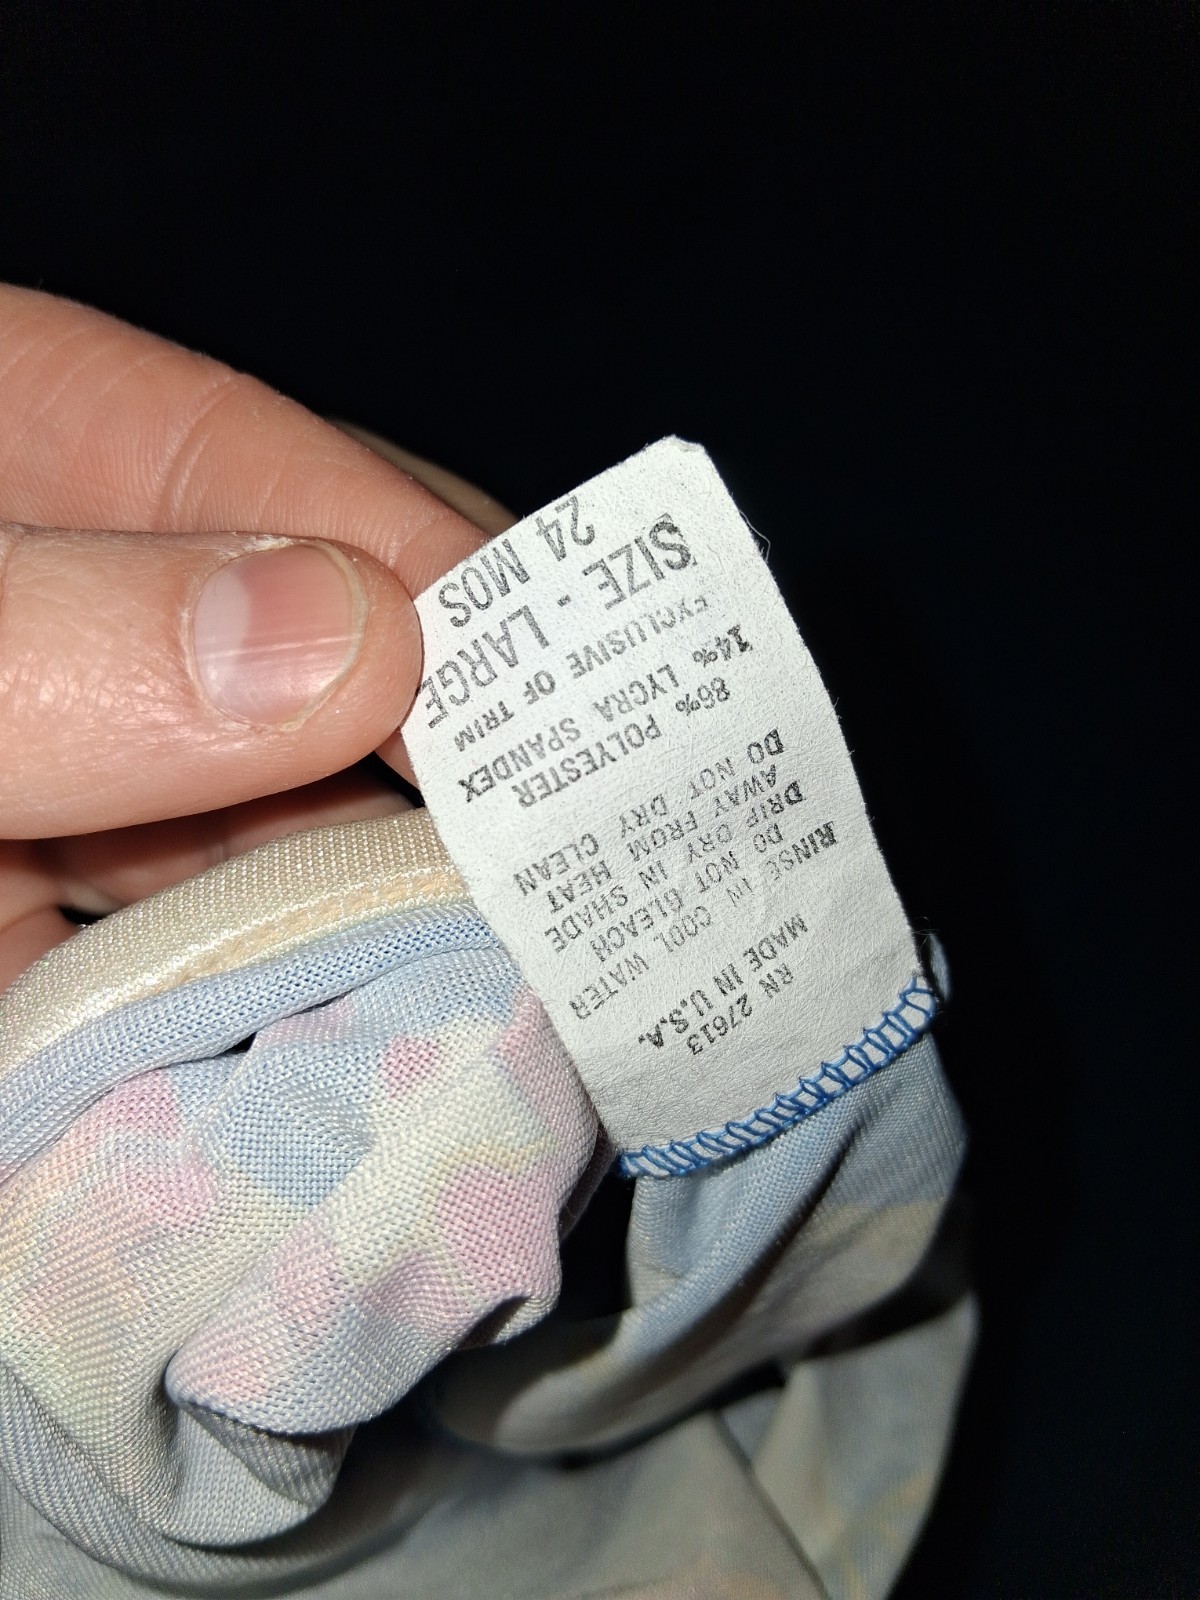 RN 27613
MADE IN U.S.A.
RINSE IN COOL WATER
DO NOT BLEACH
DRIP DRY IN SHADE
AWAY FROM HEAT
DO NOT DRY CLEAN
86% POLYESTER
14% LYCRA SPANDEX
EXCLUSIVE OF TRIM
SIZE - LARGE
24 MOS